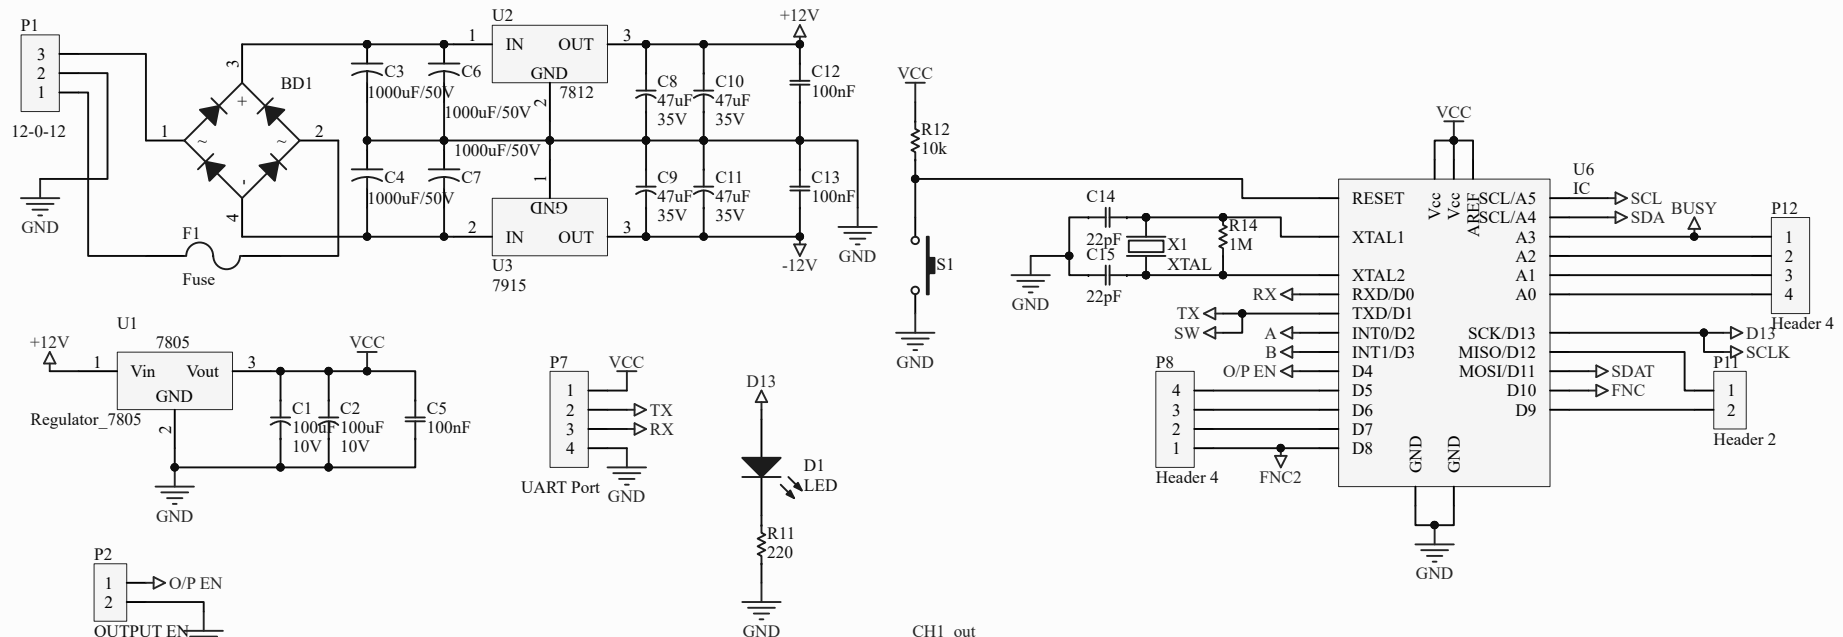 P1
3
2
1
12-0-12
GND
BD1
3
+
1
~
~
2
-
4
F1
Fuse
C3
1000uF/50V
C6
1000uF/50V
C4
1000uF/50V
C7
1000uF/50V
U2
1 IN OUT 3
GND
7812
2
1
GND
2 IN OUT 3
U3
7915
C8
47uF
35V
C10
47uF
35V
C9
47uF
35V
C11
47uF
35V
+12V
C12
100nF
C13
100nF
-12V
GND
VCC
R12
10k
S1
GND
C14
22pF
C15
22pF
GND
X1
XTAL
R14
1M
VCC
U6
IC
RESET
XTAL1
XTAL2
RXD/D0
TXD/D1
INT0/D2
INT1/D3
D4
D5
D6
D7
D8
Vcc
Vcc
AREF
SCL/A5
SCL/A4
A3
A2
A1
A0
SCK/D13
MISO/D12
MOSI/D11
D10
D9
GND
GND
GND
RX
TX
SW
A
B
O/P EN
P8
4
3
2
1
Header 4
FNC2
SCL
SDA
BUSY
P12
1
2
3
4
Header 4
D13
SCLK
SDAT
FNC
P11
1
2
Header 2
U1
7805
+12V
1 Vin Vout 3
GND
Regulator_7805
2
GND
VCC
C1
100uF
10V
C2
100uF
10V
C5
100nF
P7
1
2
3
4
VCC
TX
RX
UART Port
GND
D13
D1
LED
R11
220
GND
P2
1
2
O/P EN
OUTPUT EN
CH1 out